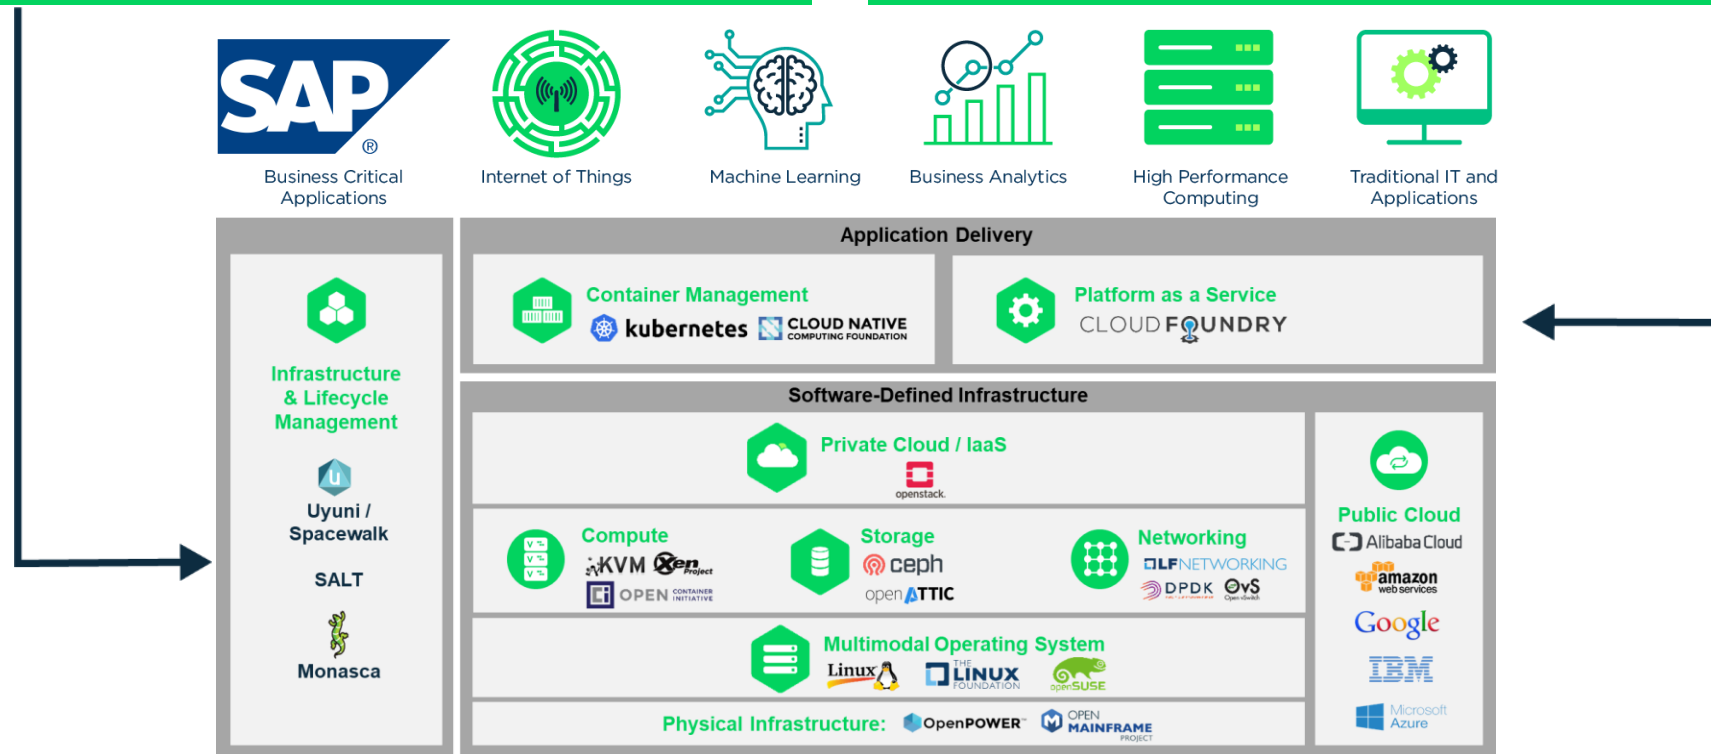 SAP
®
Business Critical
Applications
Internet of Things
Machine Learning
Business Analytics
High Performance
Computing
Traditional IT and
Applications
Infrastructure
& Lifecycle
Management
U
Uyuni /
Spacewalk
SALT
Monasca
Application Delivery
Container Management
kubernetes
CLOUD NATIVE
COMPUTING FOUNDATION
Platform as a Service
CLOUD FOUNDRY
Software-Defined Infrastructure
Private Cloud / IaaS
openstack.
Compute
KVM
Xen
Project
OPEN CONTAINER
INITIATIVE
Storage
ceph
openATTIC
Networking
LFNETWORKING
DPDK
OvS
Open vSwitch
Multimodal Operating System
Linux
THE
LINUX
FOUNDATION
openSUSE
Physical Infrastructure:
OpenPOWER™
OPEN
MAINFRAME
PROJECT
Public Cloud
Alibaba Cloud
amazon
web services
Google
IBM
Microsoft
Azure